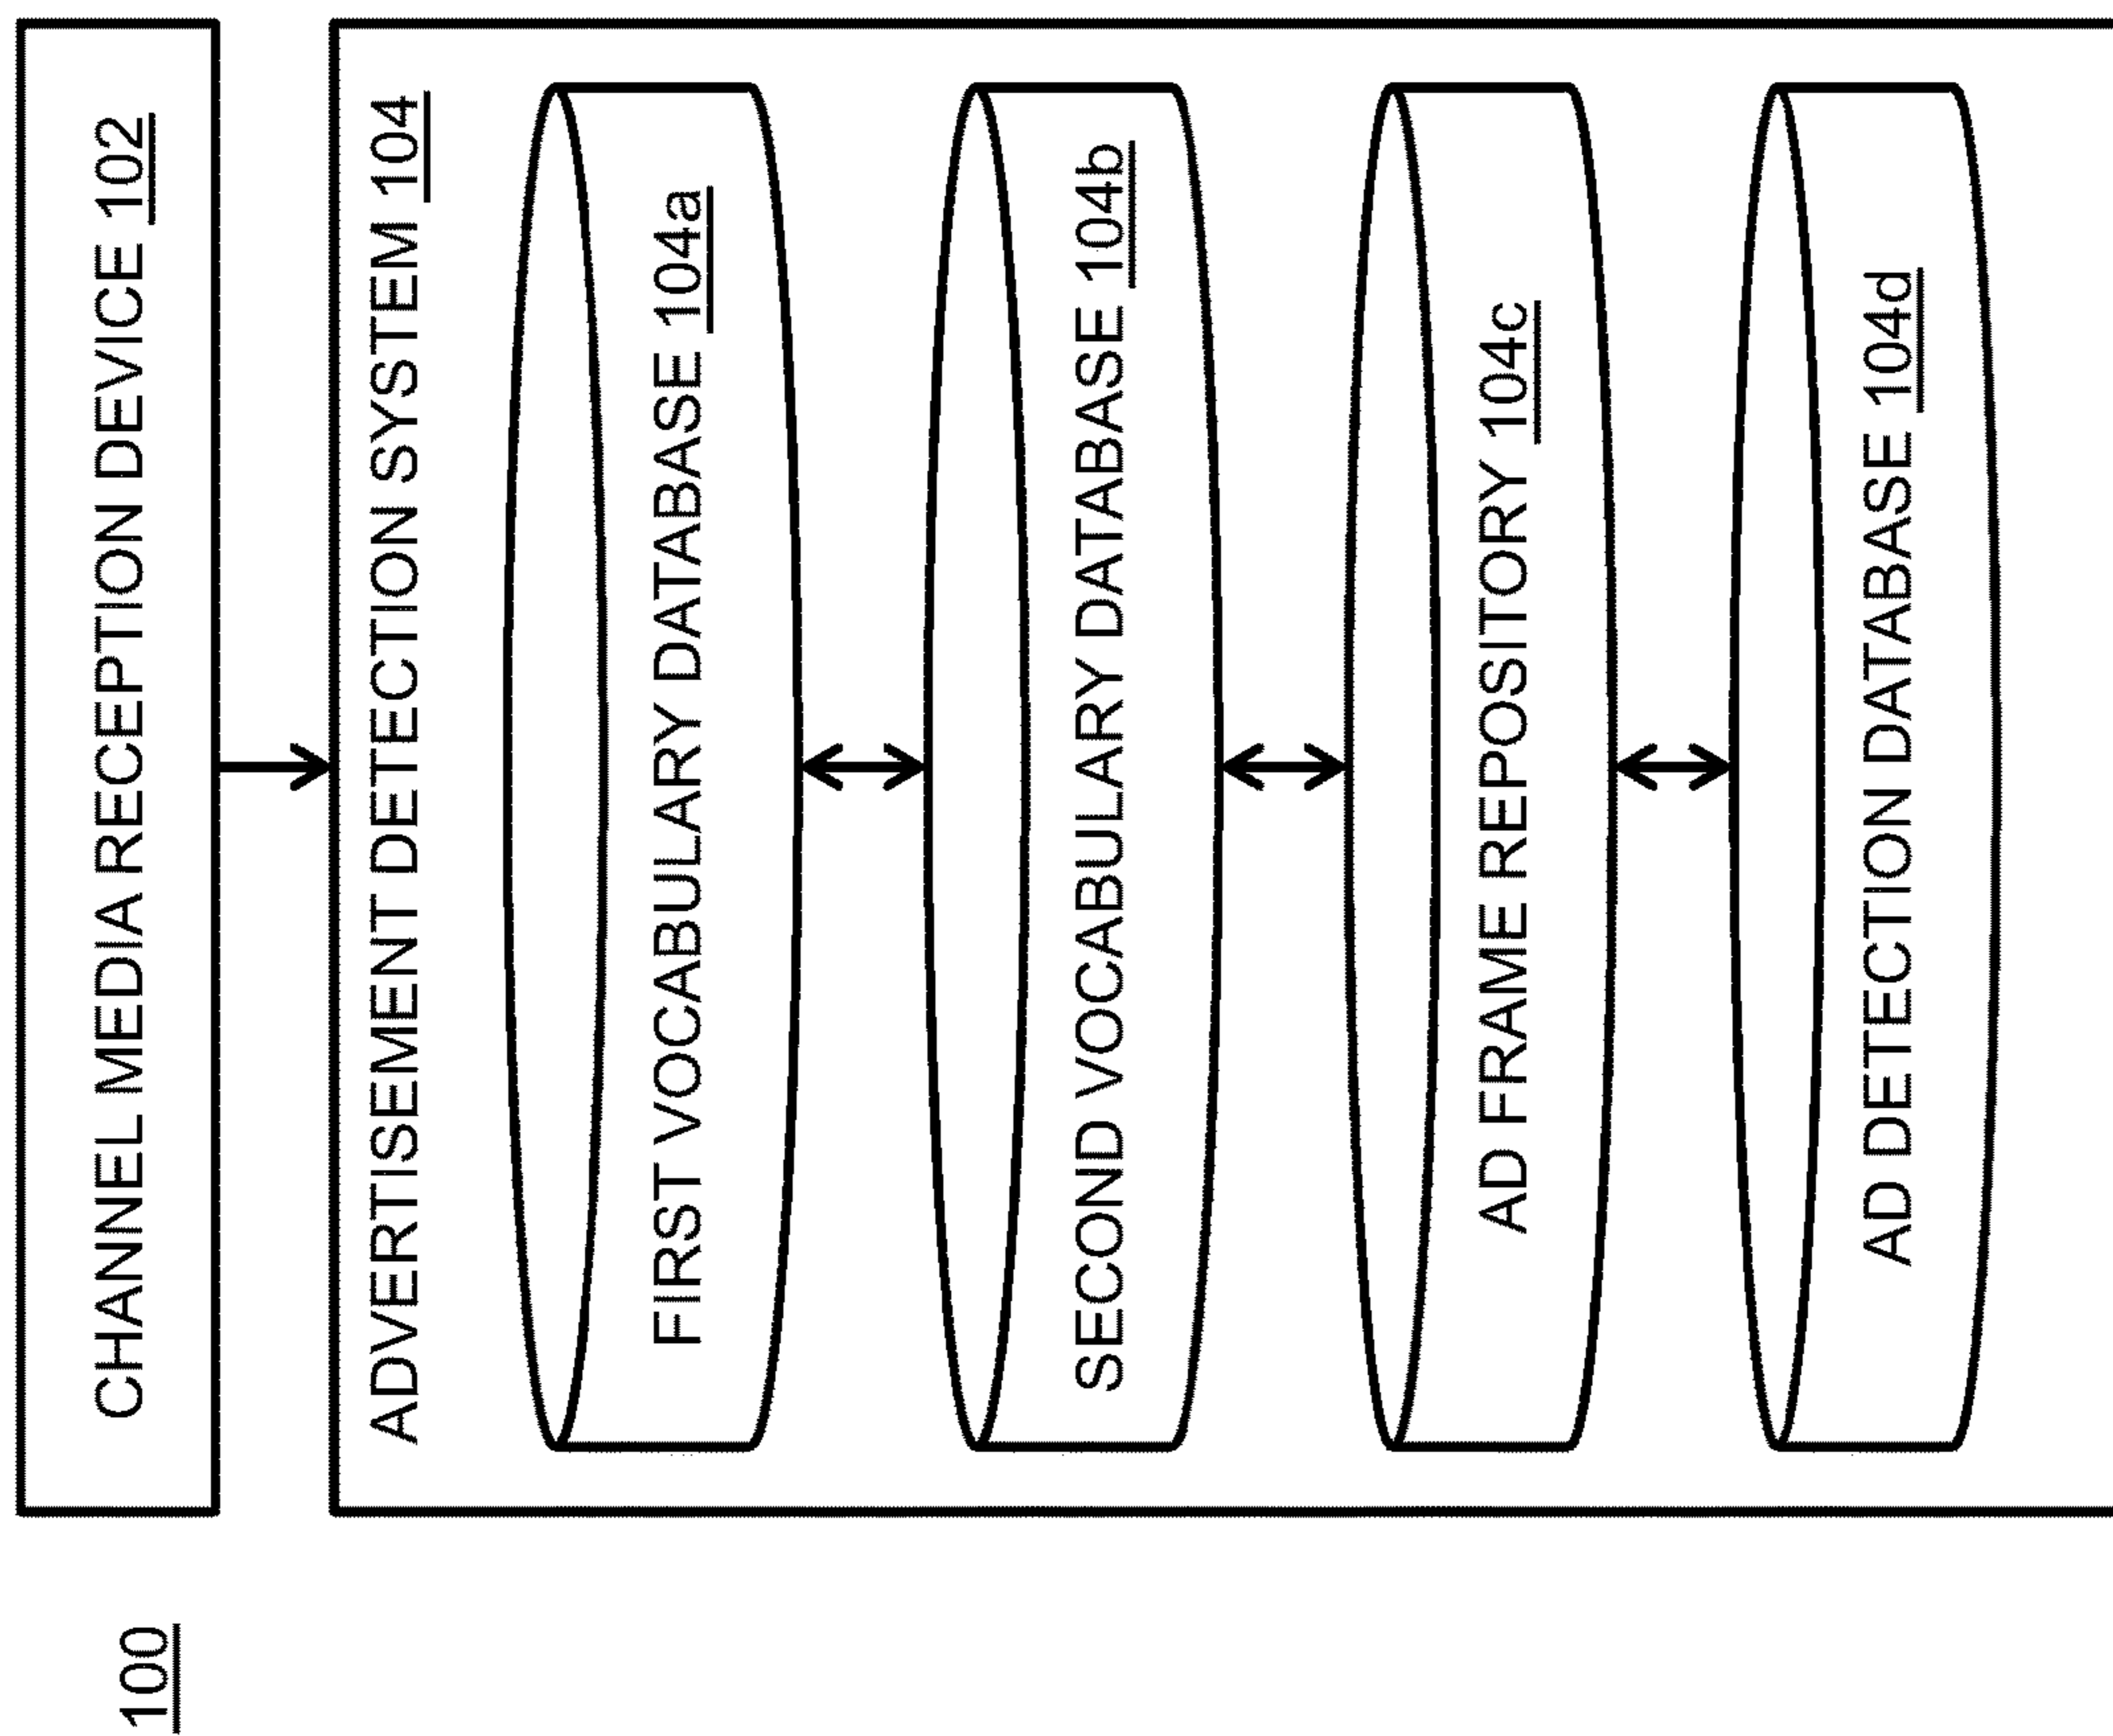 100
CHANNEL MEDIA RECEPTION DEVICE 102
ADVERTISEMENT DETECTION SYSTEM 104
FIRST VOCABULARY DATABASE 104a
SECOND VOCABULARY DATABASE 104b
AD FRAME REPOSITORY 104c
AD DETECTION DATABASE 104d